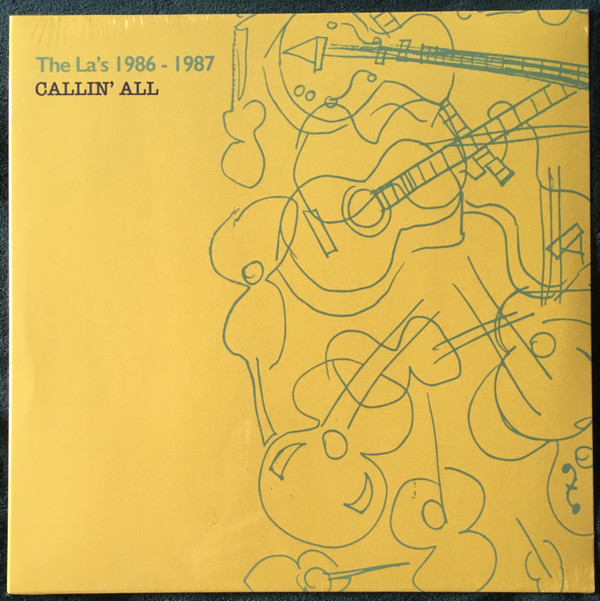 The La's 1986 - 1987
CALLIN' ALL